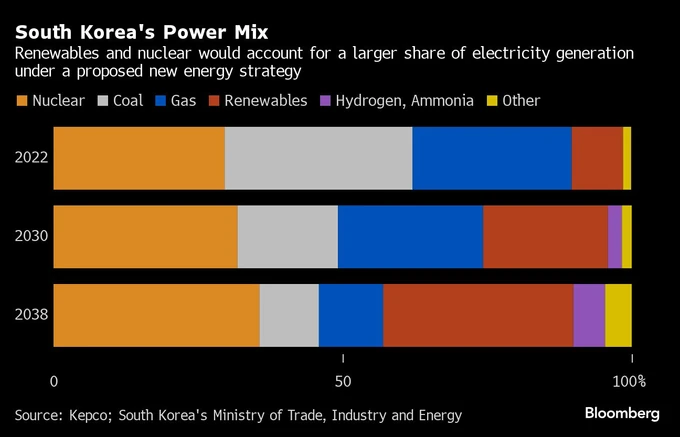 South Korea's Power Mix
Renewables and nuclear would account for a larger share of electricity generation
under a proposed new energy strategy
Nuclear Coal Gas Renewables Hydrogen, Ammonia Other
2022
2030
2038
0 50 100%
Source: Kepco; South Korea's Ministry of Trade, Industry and Energy
Bloomberg